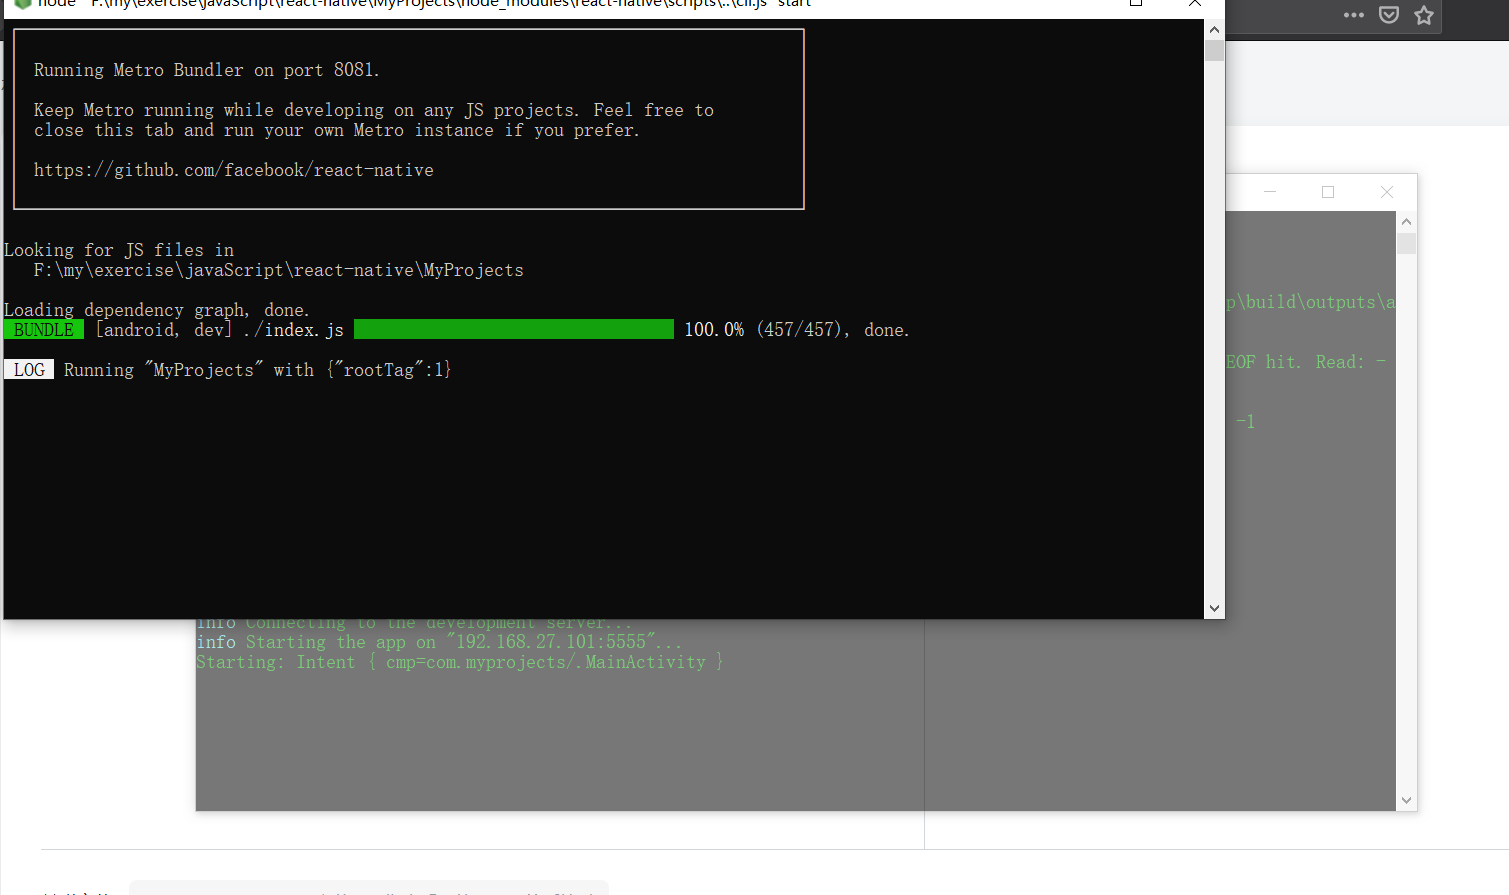 node "F:\my\exercise\javaScript\react-native\MyProjects\node_modules\react-native\scripts\..\cli.js" start
Running Metro Bundler on port 8081.
Keep Metro running while developing on any JS projects. Feel free to
close this tab and run your own Metro instance if you prefer.
https://github.com/facebook/react-native
Looking for JS files in
F:\my\exercise\javaScript\react-native\MyProjects
Loading dependency graph, done.
BUNDLE [android, dev] ./index.js 100.0% (457/457), done.
LOG Running "MyProjects" with {"rootTag":1}
p\build\outputs\a
EOF hit. Read: -
-1
info Connecting to the development server...
info Starting the app on "192.168.27.101:5555"...
Starting: Intent { cmp=com.myprojects/.MainActivity }